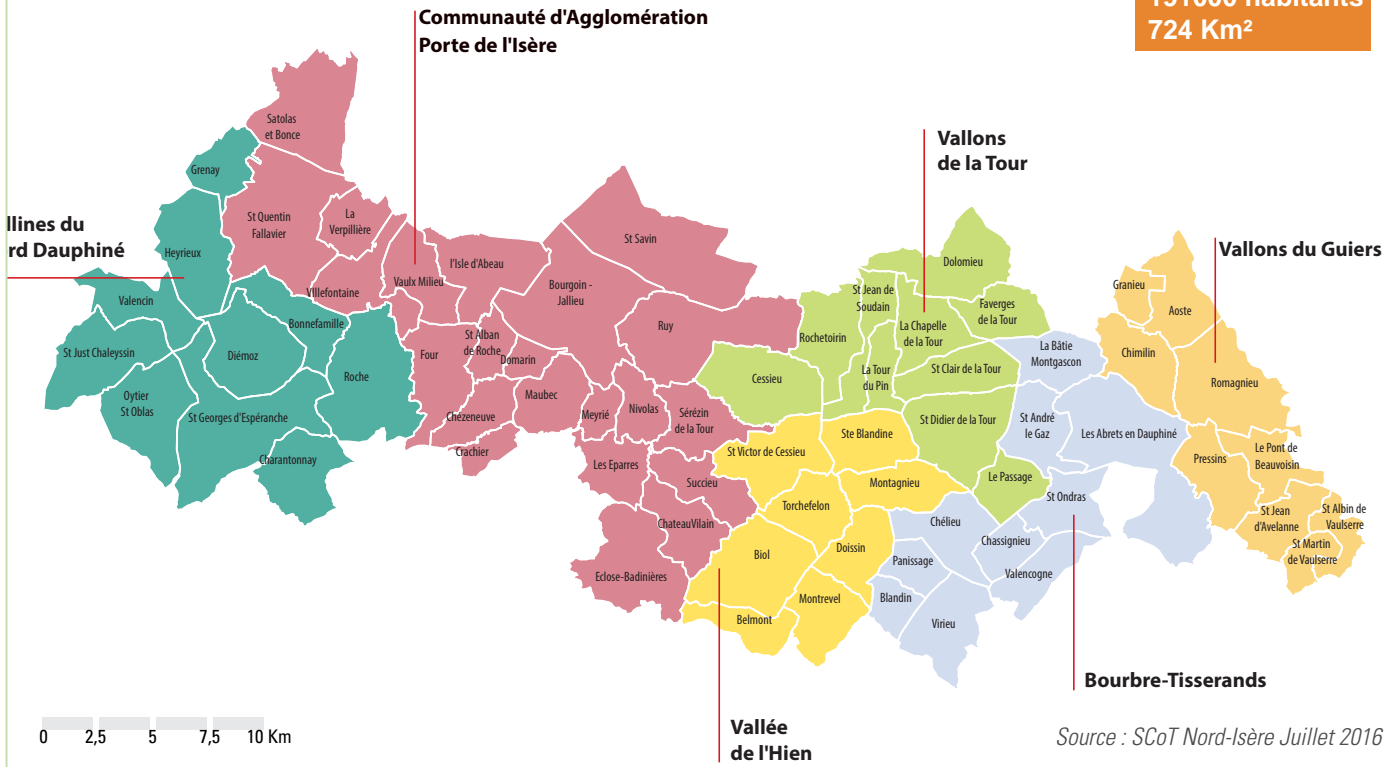 Communauté d'Agglomération
Porte de l'Isère
habitants
724 Km²
Satolas
et Bonce
Grenay
Vallons
de la Tour
llines du
rd Dauphiné
Heyrieux
St Quentin
Fallavier
La
Verpillière
St Savin
Vallons du Guiers
Dolomieu
l'Isle d'Abeau
Vaulx Milieu
Villefontaine
Bourgoin -
Jallieu
St Jean de
Soudain
Faverges
de la Tour
Granieu
Aoste
Valencin
Bonnefamille
Ruy
Rochetoirin
La Chapelle
de la Tour
La Bâtie
Montgascon
Chimilin
St Just Chaleyssin
Diémoz
Four
St Alban
de Roche
Domarin
Roche
Cessieu
La Tour
du Pin
St Clair de la Tour
Romagnieu
Oytier
St Oblas
St Georges d'Espéranche
Chezeneuve
Maubec
Meyrié
Nivolas
Sérézin
de la Tour
St Didier de la Tour
St André
le Gaz
Les Abrets en Dauphiné
Ste Blandine
Charantonnay
Crachier
Les Eparres
St Victor de Cessieu
Pressins
Le Pont de
Beauvoisin
Succieu
Montagnieu
Le Passage
St Ondras
Torchefelon
ChateauVilain
Chélieu
St Jean
d'Avelanne
St Albin de
Vaulserre
Chassignieu
St Martin
de Vaulserre
Biol
Doissin
Panissage
Valencogne
Eclose-Badinières
Montrevel
Blandin
Belmont
Virieu
Bourbre-Tisserands
Vallée
de l'Hien
0 2,5 5 7,5 10 Km
Source : SCoT Nord-Isère Juillet 2016